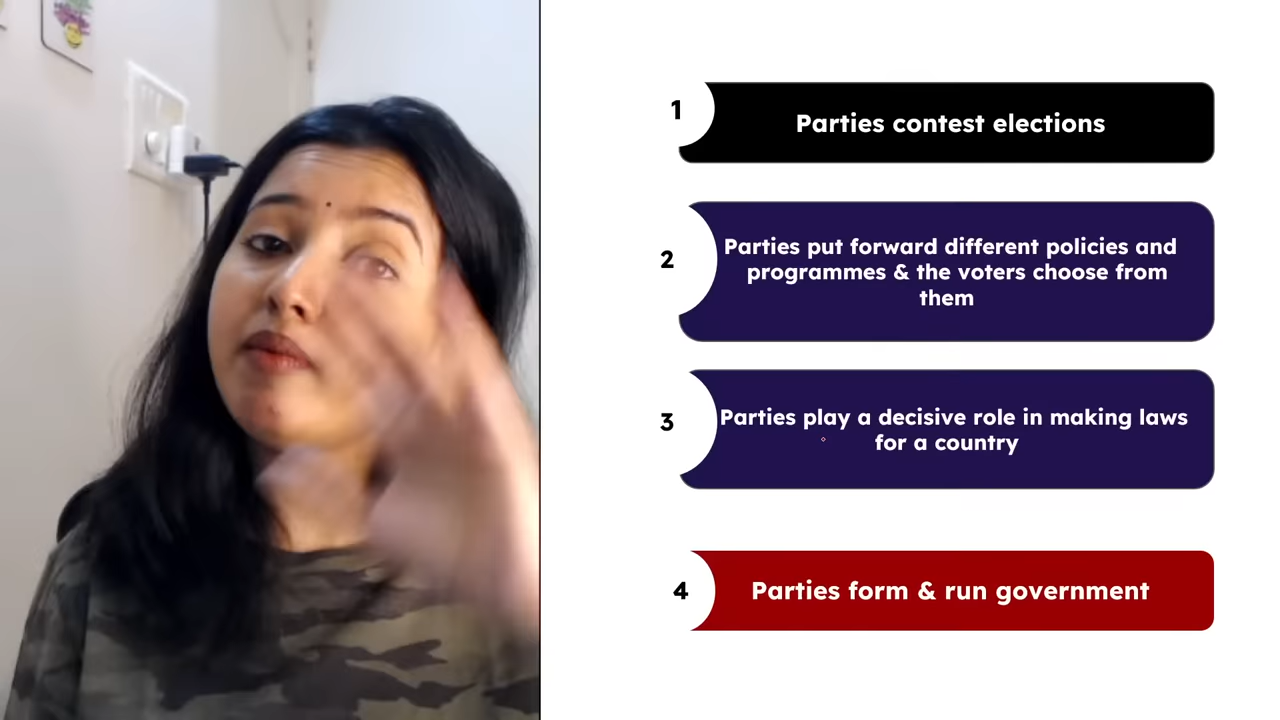 1
Parties contest elections
2
Parties put forward different policies and
programmes & the voters choose from
them
3
Parties play a decisive role in making laws
for a country
4
Parties form & run government